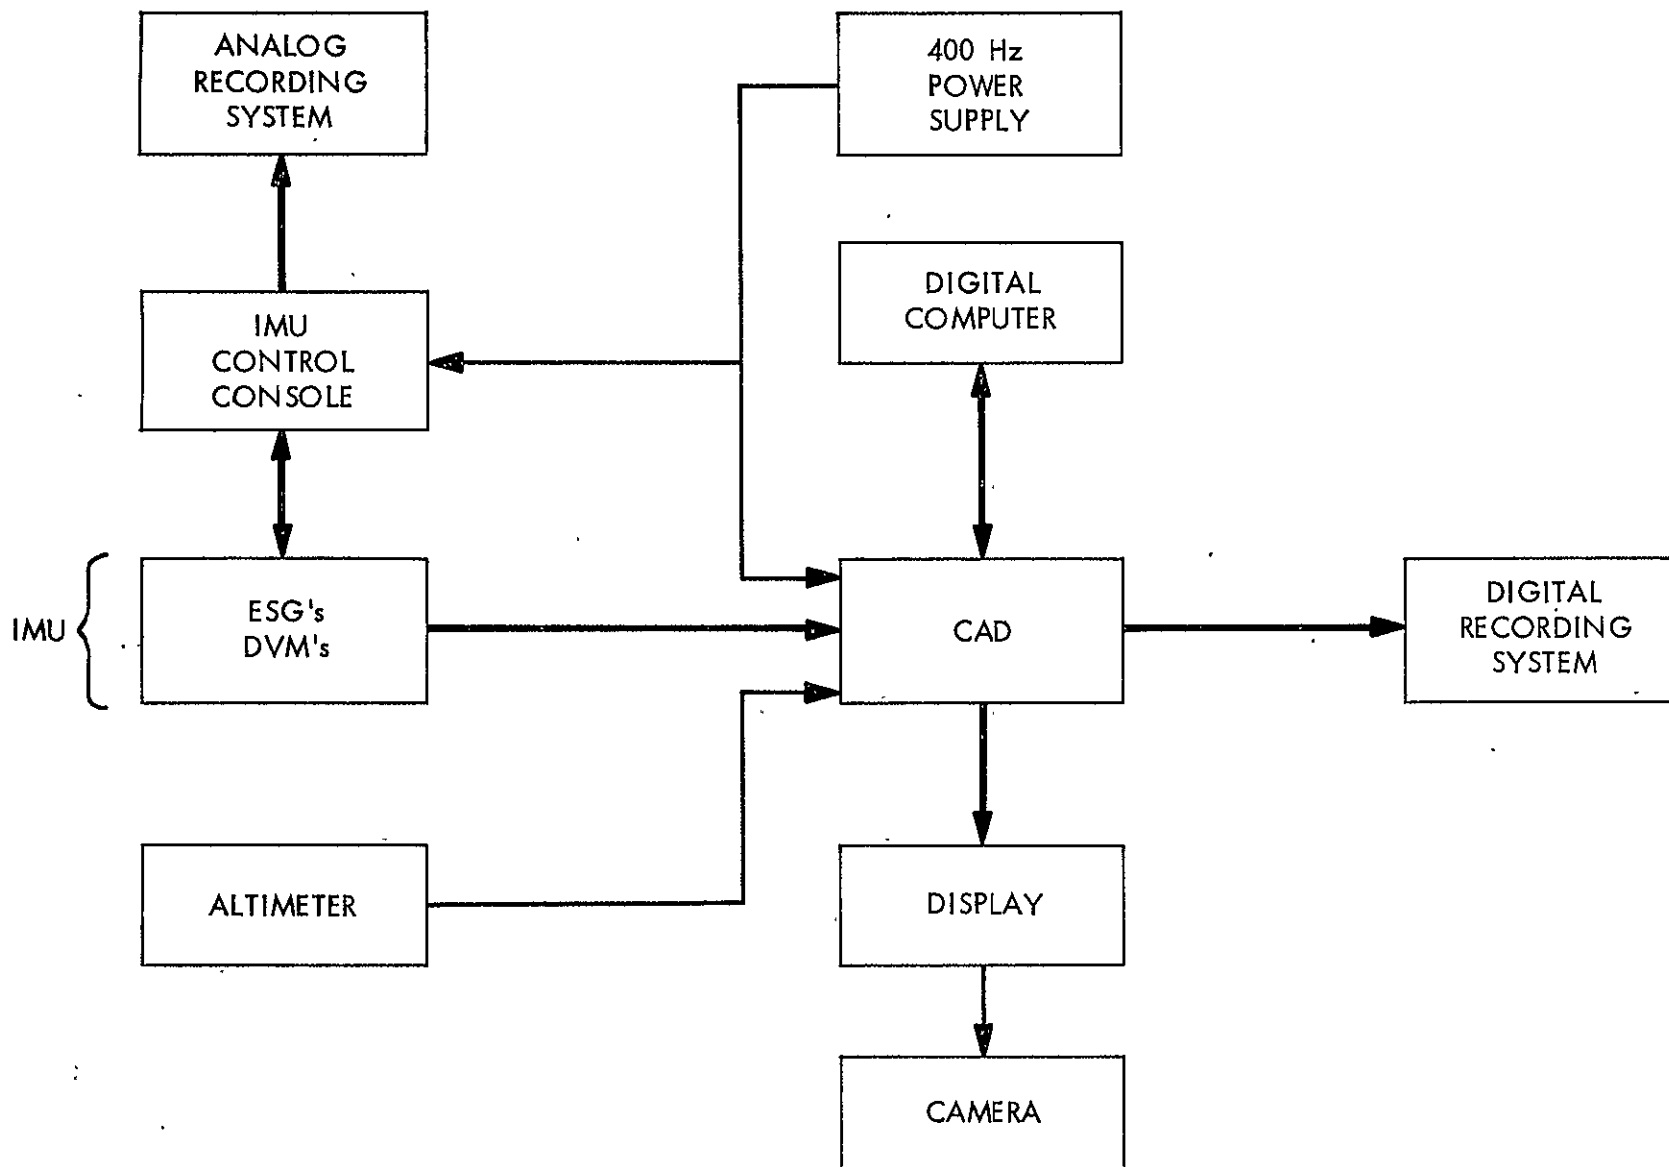 ANALOG
RECORDING
SYSTEM
400 Hz
POWER
SUPPLY
DIGITAL
COMPUTER
IMU
CONTROL
CONSOLE
IMU
ESG's
DVM's
CAD
DIGITAL
RECORDING
SYSTEM
ALTIMETER
DISPLAY
CAMERA